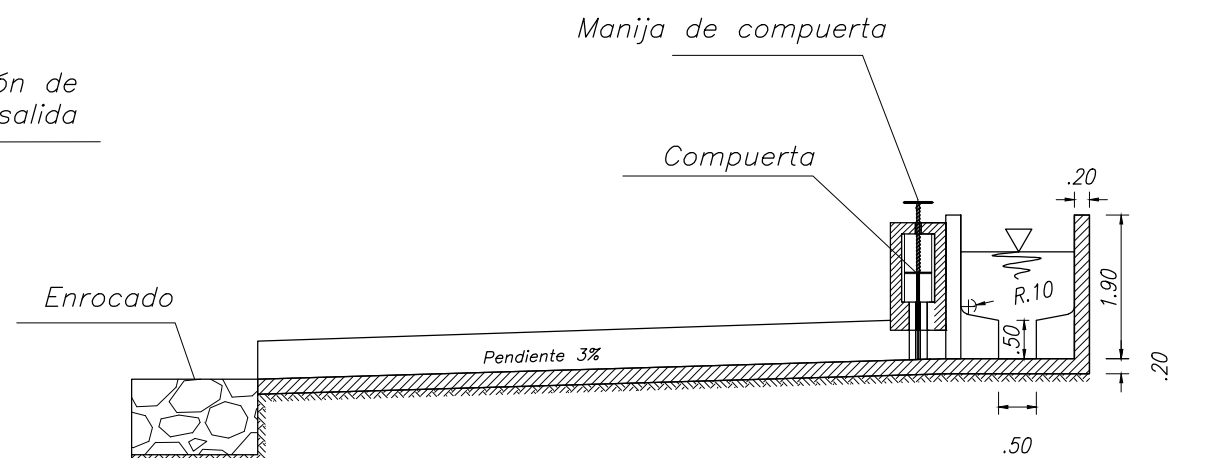 Manija de compuerta
ón de
salida
Compuerta
.20
Enrocado
R.10
1.90
.50
Pendiente 3%
.20
.50